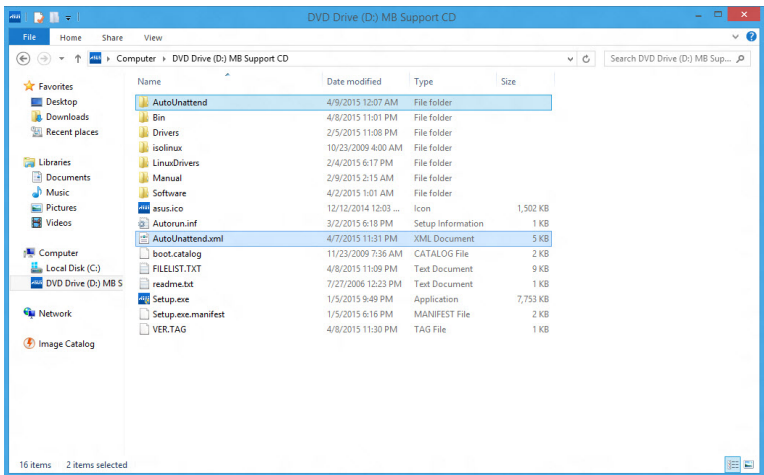 DVD Drive (D:) MB Support CD
File Home Share View
Computer DVD Drive (D:) MB Support CD Search DVD Drive (D:) MB Sup...
Name Date modified Type Size
Favorites
Desktop
Downloads
Recent places
Libraries
Documents
Music
Pictures
Videos
Computer
Local Disk (C:)
DVD Drive (D:) MB S
Network
Image Catalog
AutoUnattend 4/9/2015 12:07 AM File folder
Bin 4/8/2015 11:01 PM File folder
Drivers 2/5/2015 11:08 PM File folder
isolinux 10/23/2009 4:00 AM File folder
LinuxDrivers 2/4/2015 6:17 PM File folder
Manual 2/9/2015 2:15 AM File folder
Software 4/2/2015 1:01 AM File folder
asus.ico 12/12/2014 12:03 ... Icon 1,502 KB
Autorun.inf 3/2/2015 6:18 PM Setup Information 1 KB
AutoUnattend.xml 4/7/2015 11:31 PM XML Document 5 KB
boot.catalog 11/23/2009 7:36 AM CATALOG File 2 KB
FILELIST.TXT 4/8/2015 11:09 PM Text Document 9 KB
readme.txt 7/27/2006 12:23 PM Text Document 1 KB
Setup.exe 1/5/2015 9:49 PM Application 7,753 KB
Setup.exe.manifest 1/5/2015 6:16 PM MANIFEST File 2 KB
VER.TAG 4/8/2015 11:30 PM TAG File 1 KB
16 items 2 items selected